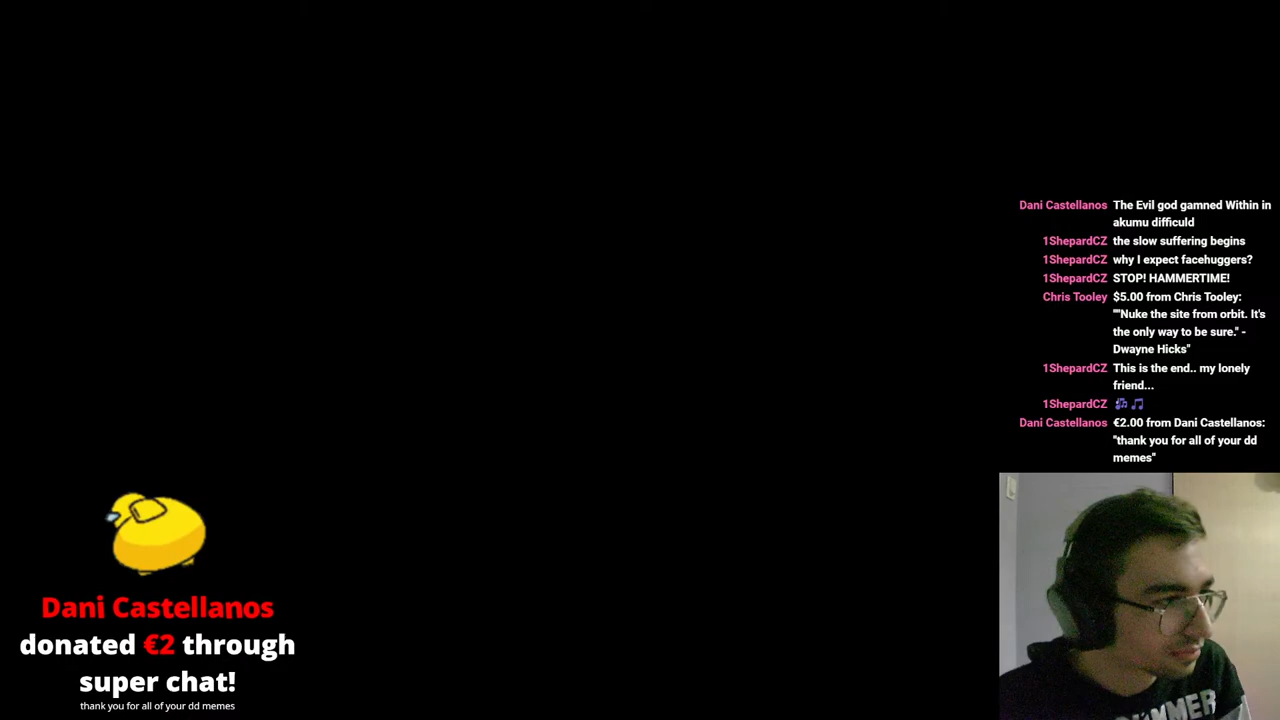 Dani Castellanos The Evil god gamned Within in
akumu difficuld
1ShepardCZ the slow suffering begins
1ShepardCZ why I expect facehuggers?
1ShepardCZ STOP! HAMMERTIME!
Chris Tooley $5.00 from Chris Tooley:
""Nuke the site from orbit. It's
the only way to be sure." -
Dwayne Hicks"
1ShepardCZ This is the end.. my lonely
friend...
1ShepardCZ 🎶 🎵
Dani Castellanos €2.00 from Dani Castellanos:
"thank you for all of your dd
memes"
Dani Castellanos
donated €2 through
super chat!
thank you for all of your dd memes